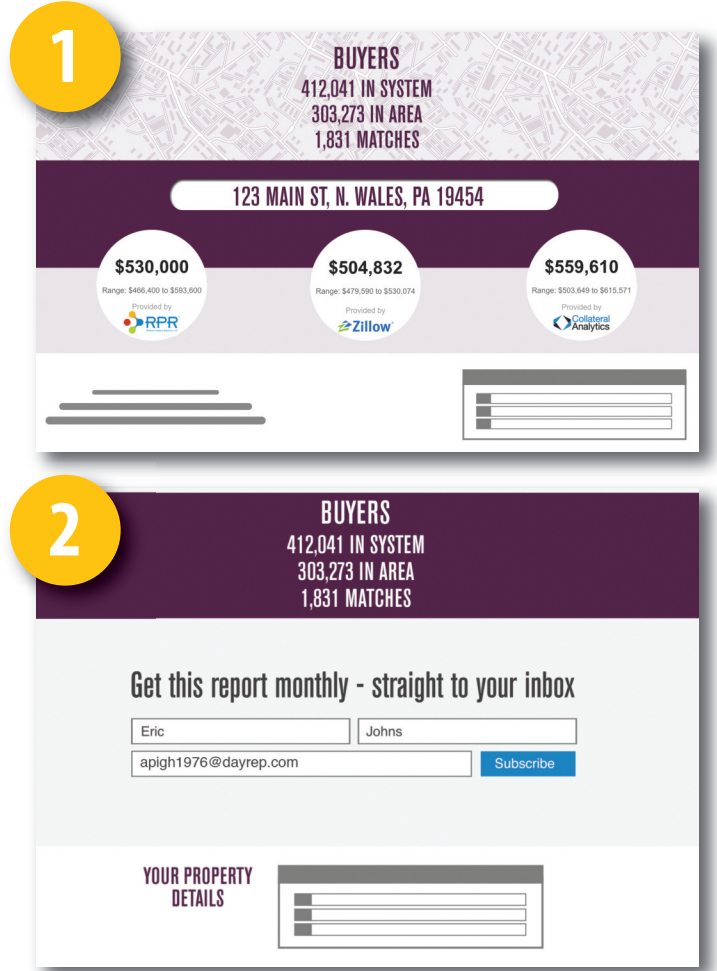 1
BUYERS
412,041 IN SYSTEM
303,273 IN AREA
1,831 MATCHES
123 MAIN ST, N. WALES, PA 19454
$530,000
Range: $466,400 to $593,600
Provided by
RPR
$504,832
Range: $479,590 to $530,074
Provided by
Zillow
$559,610
Range: $503,649 to $615,571
Provided by
Collateral
Analytics
2
BUYERS
412,041 IN SYSTEM
303,273 IN AREA
1,831 MATCHES
Get this report monthly - straight to your inbox
Eric
Johns
apigh1976@dayrep.com
Subscribe
YOUR PROPERTY
DETAILS